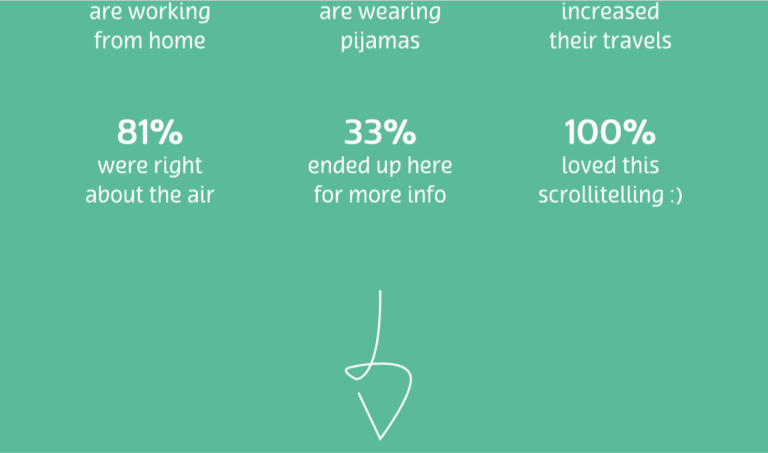 are working
from home
are wearing
pijamas
increased
their travels
81%
were right
about the air
33%
ended up here
for more info
100%
loved this
scrollitelling :)